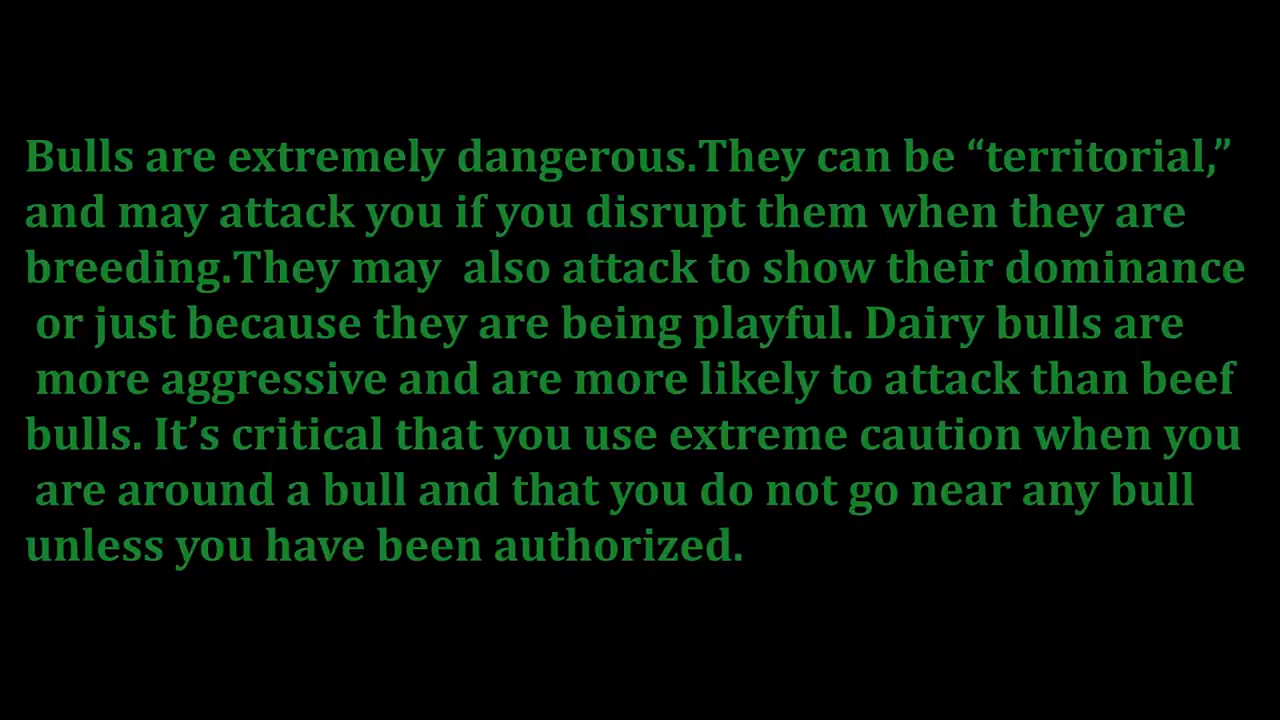 Bulls are extremely dangerous.They can be “territorial,”
and may attack you if you disrupt them when they are
breeding.They may  also attack to show their dominance
or just because they are being playful. Dairy bulls are
more aggressive and are more likely to attack than beef
bulls. It’s critical that you use extreme caution when you
are around a bull and that you do not go near any bull
unless you have been authorized.